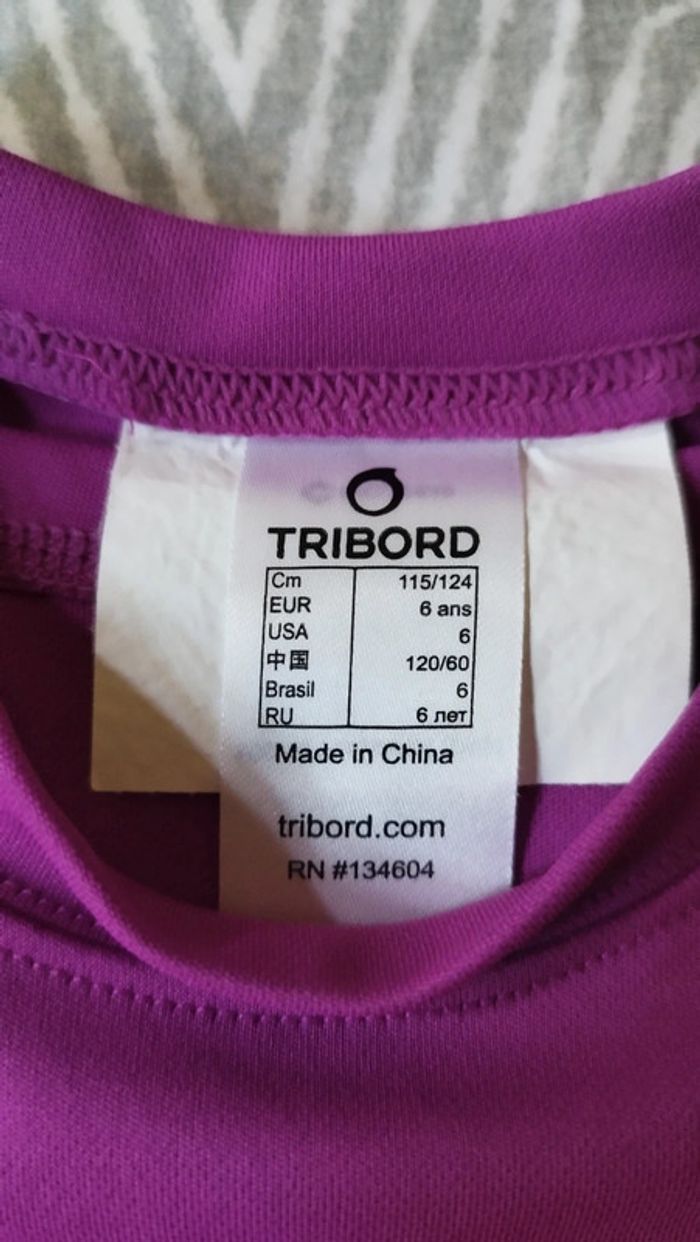 TRIBORD
Cm 115/124
EUR 6 ans
USA 6
中国 120/60
Brasil 6
RU 6 лет
Made in China
tribord.com
RN #134604